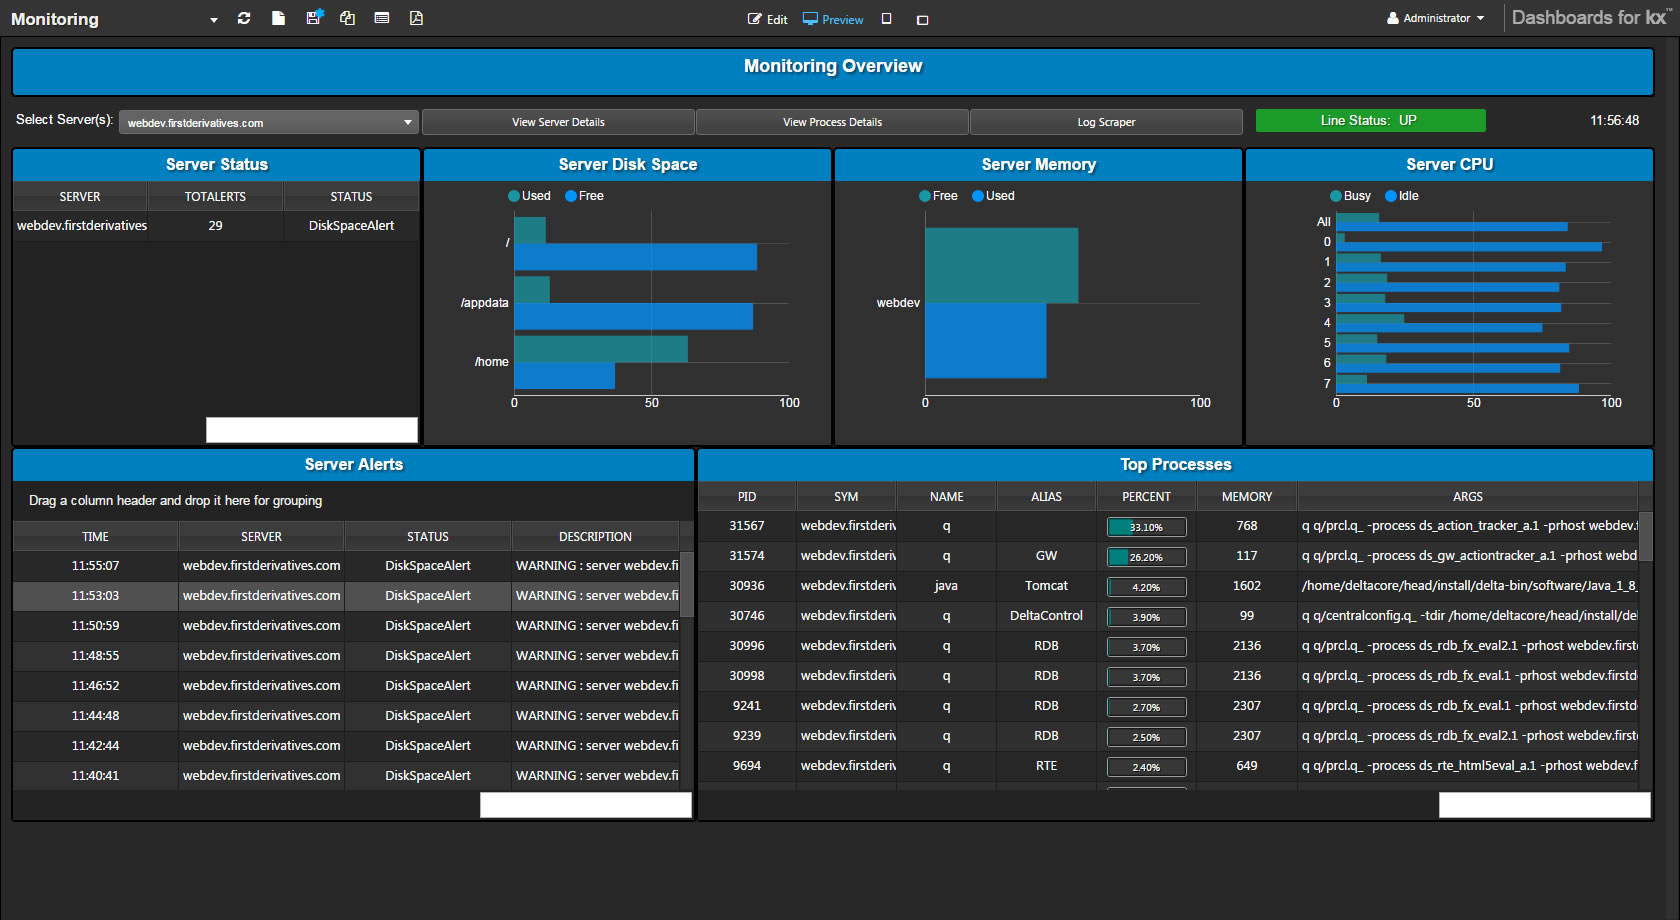 Monitoring
Edit Preview
Administrator
Dashboards for kx™
Monitoring Overview
Select Server(s): webdev.firstderivatives.com View Server Details View Process Details Log Scraper Line Status: UP 11:56:48
Server Status
SERVER TOTALERTS STATUS
webdev.firstderivatives 29 DiskSpaceAlert
Server Disk Space
Used Free
/
/appdata
/home
0 50 100
Server Memory
Free Used
webdev
0 100
Server CPU
Busy Idle
All
0
1
2
3
4
5
6
7
0 50 100
Server Alerts
Drag a column header and drop it here for grouping
TIME SERVER STATUS DESCRIPTION
11:55:07 webdev.firstderivatives.com DiskSpaceAlert WARNING : server webdev.fi
11:53:03 webdev.firstderivatives.com DiskSpaceAlert WARNING : server webdev.fi
11:50:59 webdev.firstderivatives.com DiskSpaceAlert WARNING : server webdev.fi
11:48:55 webdev.firstderivatives.com DiskSpaceAlert WARNING : server webdev.fi
11:46:52 webdev.firstderivatives.com DiskSpaceAlert WARNING : server webdev.fi
11:44:48 webdev.firstderivatives.com DiskSpaceAlert WARNING : server webdev.fi
11:42:44 webdev.firstderivatives.com DiskSpaceAlert WARNING : server webdev.fi
11:40:41 webdev.firstderivatives.com DiskSpaceAlert WARNING : server webdev.fi
Top Processes
PID SYM NAME ALIAS PERCENT MEMORY ARGS
31567 webdev.firstderiv q 33.10% 768 q q/prcl.q_ -process ds_action_tracker_a.1 -prhost webdev.f
31574 webdev.firstderiv q GW 26.20% 117 q q/prcl.q_ -process ds_gw_actiontracker_a.1 -prhost webd
30936 webdev.firstderiv java Tomcat 4.20% 1602 /home/deltacore/head/install/delta-bin/software/Java_1_8_
30746 webdev.firstderiv q DeltaControl 3.90% 99 q q/centralconfig.q_ -tdir /home/deltacore/head/install/del
30996 webdev.firstderiv q RDB 3.70% 2136 q q/prcl.q_ -process ds_rdb_fx_eval2.1 -prhost webdev.firstd
30998 webdev.firstderiv q RDB 3.70% 2136 q q/prcl.q_ -process ds_rdb_fx_eval.1 -prhost webdev.firstd
9241 webdev.firstderiv q RDB 2.70% 2307 q q/prcl.q_ -process ds_rdb_fx_eval.1 -prhost webdev.firstd
9239 webdev.firstderiv q RDB 2.50% 2307 q q/prcl.q_ -process ds_rdb_fx_eval2.1 -prhost webdev.firstd
9694 webdev.firstderiv q RTE 2.40% 649 q q/prcl.q_ -process ds_rte_html5eval_a.1 -prhost webdev.f